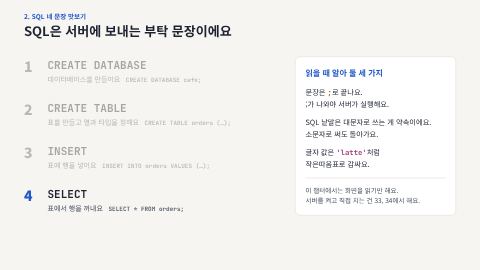 2. SQL 네 문장 맛보기
SQL은 서버에 보내는 부탁 문장이에요
1 CREATE DATABASE
데이터베이스를 만들어요 CREATE DATABASE cafe;
2 CREATE TABLE
표를 만들고 열과 타입을 정해요 CREATE TABLE orders (…);
3 INSERT
표에 행을 넣어요 INSERT INTO orders VALUES (…);
4 SELECT
표에서 행을 꺼내요 SELECT * FROM orders;
읽을 때 알아 둘 세 가지
문장은 ;로 끝나요.
;가 나와야 서버가 실행해요.
SQL 낱말은 대문자로 쓰는 게 약속이에요.
소문자로 써도 돌아가요.
글자 값은 'latte'처럼
작은따옴표로 감싸요.
이 챕터에서는 화면을 읽기만 해요.
서버를 켜고 직접 치는 건 33, 34에서 해요.